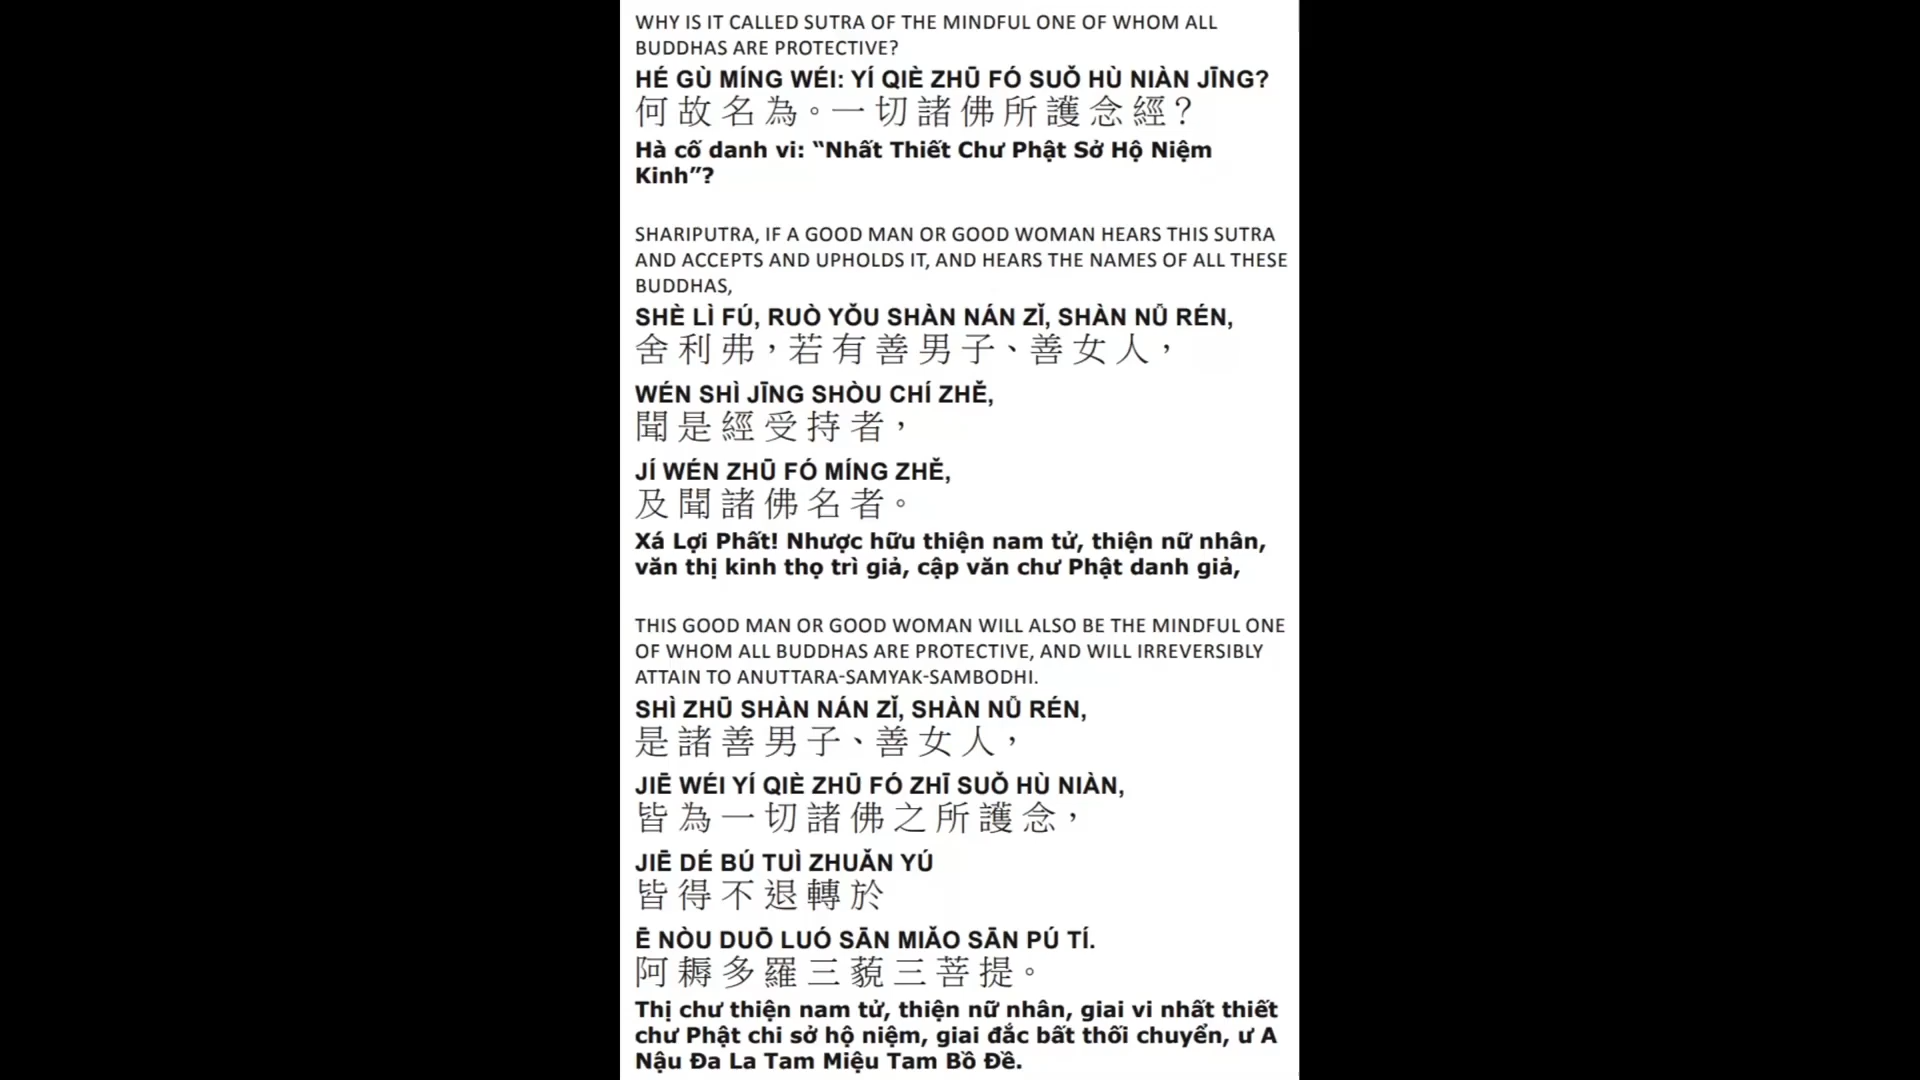 WHY IS IT CALLED SUTRA OF THE MINDFUL ONE OF WHOM ALL
BUDDHAS ARE PROTECTIVE?
HÉ GÙ MÍNG WÉI: YÍ QIÈ ZHŪ FÓ SUǑ HÙ NIÀN JĪNG?
何故名為。一切諸佛所護念經？
Hà cố danh vi: “Nhất Thiết Chư Phật Sở Hộ Niệm
Kinh”?
SHARIPUTRA, IF A GOOD MAN OR GOOD WOMAN HEARS THIS SUTRA
AND ACCEPTS AND UPHOLDS IT, AND HEARS THE NAMES OF ALL THESE
BUDDHAS,
SHÈ LÌ FÚ, RUÒ YǑU SHÀN NÁN ZǏ, SHÀN NǙ RÉN,
舍利弗，若有善男子、善女人，
WÉN SHÌ JĪNG SHÒU CHÍ ZHĚ,
聞是經受持者，
JÍ WÉN ZHŪ FÓ MÍNG ZHĚ,
及聞諸佛名者。
Xá Lợi Phất! Nhược hữu thiện nam tử, thiện nữ nhân,
văn thị kinh thọ trì giả, cập văn chư Phật danh giả,
THIS GOOD MAN OR GOOD WOMAN WILL ALSO BE THE MINDFUL ONE
OF WHOM ALL BUDDHAS ARE PROTECTIVE, AND WILL IRREVERSIBLY
ATTAIN TO ANUTTARA-SAMYAK-SAMBODHI.
SHÌ ZHŪ SHÀN NÁN ZǏ, SHÀN NǙ RÉN,
是諸善男子、善女人，
JIĒ WÉI YÍ QIÈ ZHŪ FÓ ZHĪ SUǑ HÙ NIÀN,
皆為一切諸佛之所護念，
JIĒ DÉ BÚ TUÌ ZHUǍN YÚ
皆得不退轉於
Ē NÒU DUŌ LUÓ SĀN MIǍO SĀN PÚ TÍ.
阿耨多羅三藐三菩提。
Thị chư thiện nam tử, thiện nữ nhân, giai vi nhất thiết
chư Phật chi sở hộ niệm, giai đắc bất thối chuyển, ư A
Nậu Đa La Tam Miệu Tam Bồ Đề.